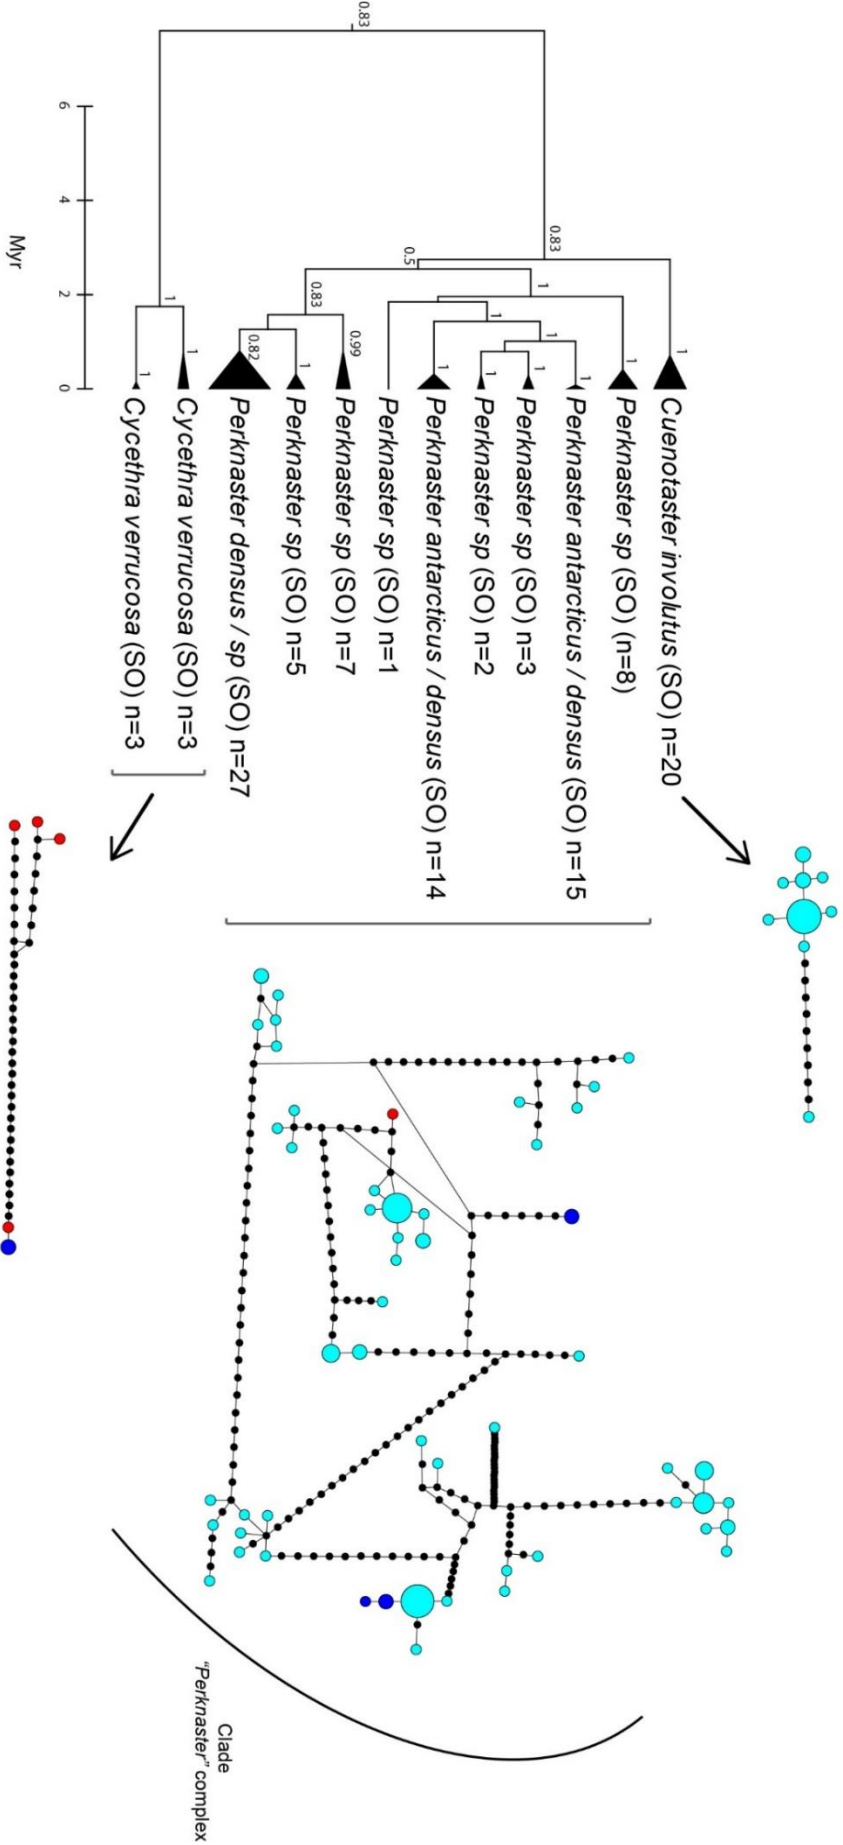 Cuenotaster involutus (SO) n=20
Perknaster sp (SO) (n=8)
Perknaster antarcticus / densus (SO) n=15
Perknaster sp (SO) n=3
Perknaster sp (SO) n=2
Perknaster antarcticus / densus (SO) n=14
Perknaster sp (SO) n=1
Perknaster sp (SO) n=7
Perknaster sp (SO) n=5
Perknaster densus / sp (SO) n=27
Cycethra verrucosa (SO) n=3
Cycethra verrucosa (SO) n=3
0.83
0.83
0.5
1
1
1
1
1
1
1
1
1
0.83
0.99
1
0.82
1
1
1
6 4 2 0
Myr
Clade
"Perknaster" complex